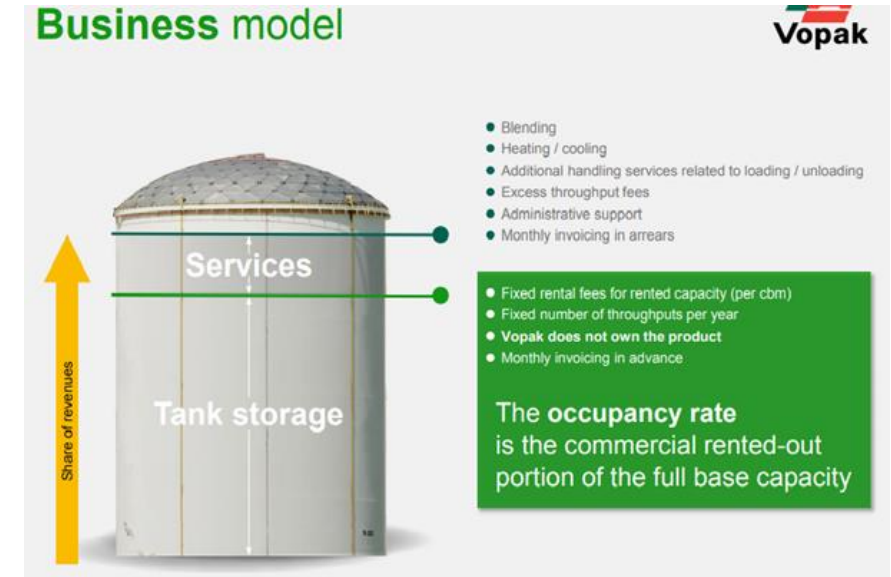 Business model
Vopak
Blending
Heating / cooling
Additional handling services related to loading / unloading
Excess throughput fees
Administrative support
Monthly invoicing in arrears
Services
Fixed rental fees for rented capacity (per cbm)
Fixed number of throughputs per year
Vopak does not own the product
Monthly invoicing in advance
Share of revenues
Tank storage
The occupancy rate
is the commercial rented-out
portion of the full base capacity